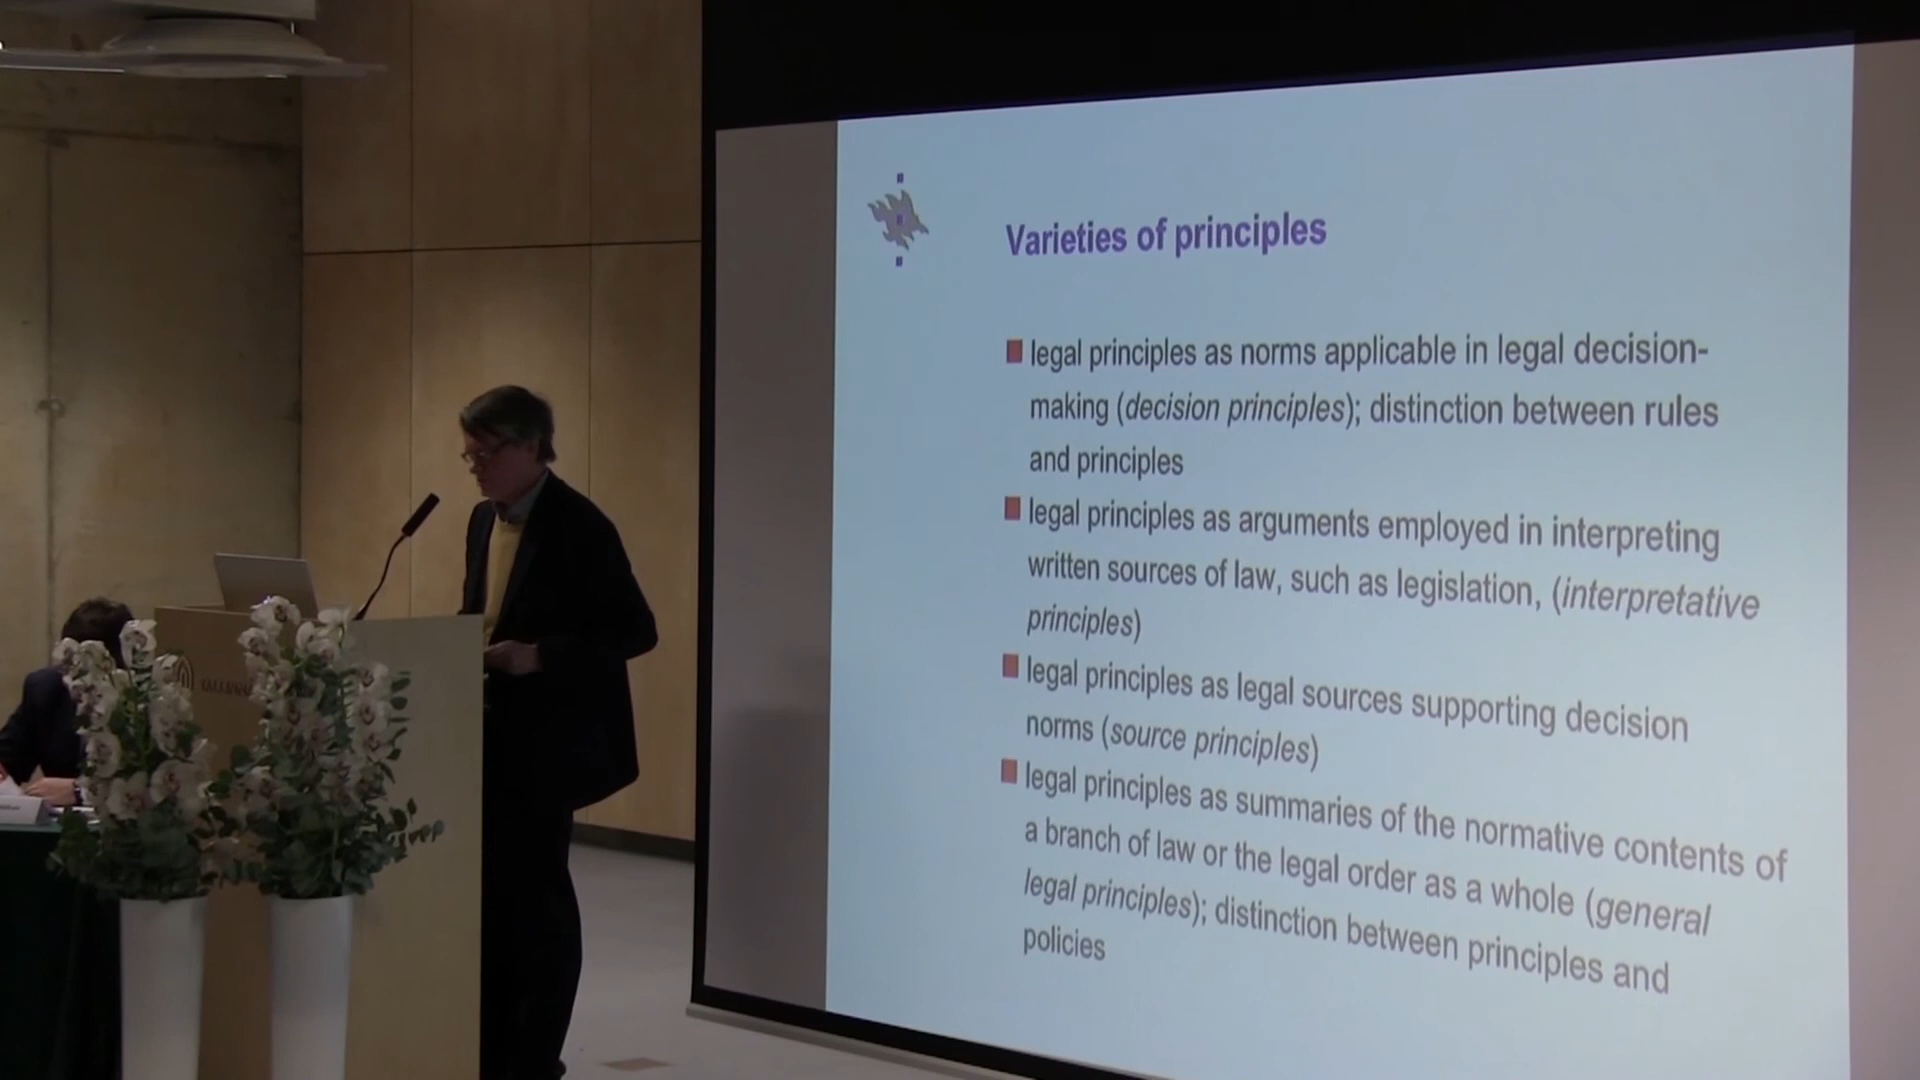 Varieties of principles
legal principles as norms applicable in legal decision-
making (decision principles); distinction between rules
and principles
legal principles as arguments employed in interpreting
written sources of law, such as legislation, (interpretative
principles)
legal principles as legal sources supporting decision
norms (source principles)
legal principles as summaries of the normative contents of
a branch of law or the legal order as a whole (general
legal principles); distinction between principles and
policies